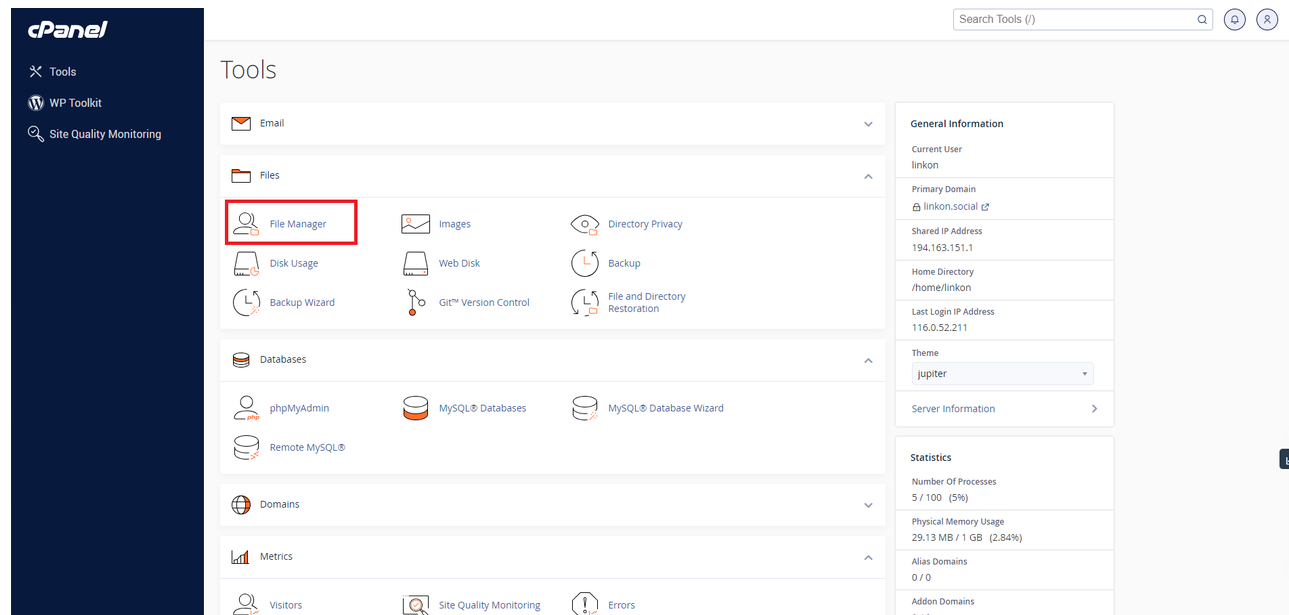 cPanel
Search Tools (/)
Tools
WP Toolkit
Site Quality Monitoring
Tools
Email
Files
File Manager
Images
Directory Privacy
Disk Usage
Web Disk
Backup
Backup Wizard
Git™ Version Control
File and Directory
Restoration
Databases
phpMyAdmin
php
MySQL® Databases
MySQL® Database Wizard
Remote MySQL®
Domains
Metrics
Visitors
Site Quality Monitoring
Errors
General Information
Current User
linkon
Primary Domain
linkon.social
Shared IP Address
194.163.151.1
Home Directory
/home/linkon
Last Login IP Address
116.0.52.211
Theme
jupiter
Server Information
Statistics
Number Of Processes
5 / 100 (5%)
Physical Memory Usage
29.13 MB / 1 GB (2.84%)
Alias Domains
0 / 0
Addon Domains